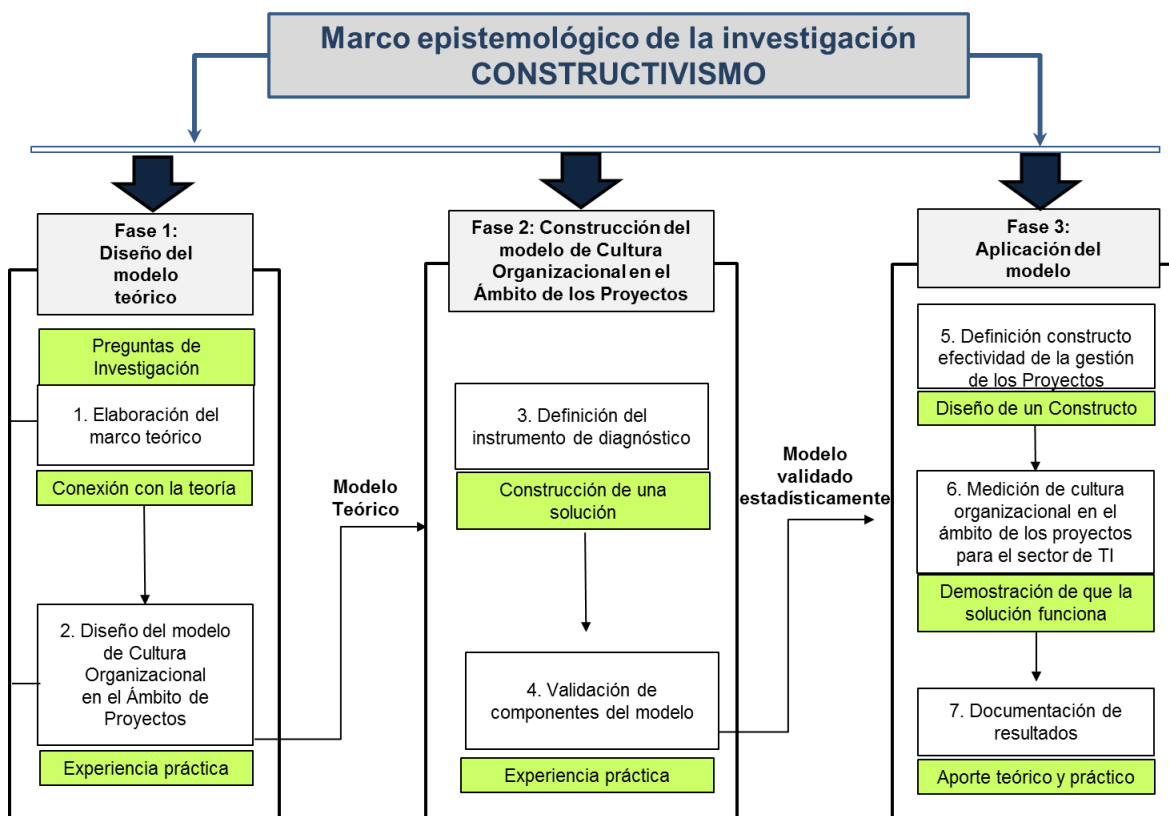 Marco epistemológico de la investigación
CONSTRUCTIVISMO
Fase 1:
Diseño del
modelo
teórico
Preguntas de
Investigación
1. Elaboración del
marco teórico
Conexión con la teoría
2. Diseño del modelo
de Cultura
Organizacional
en el Ámbito de
Proyectos
Experiencia práctica
Modelo
Teórico
Fase 2: Construcción del
modelo de Cultura
Organizacional en el
Ámbito de los Proyectos
3. Definición del
instrumento de diagnóstico
Construcción de una
solución
4. Validación de
componentes del modelo
Experiencia práctica
Modelo
validado
estadísticamente
Fase 3:
Aplicación del
modelo
5. Definición constructo
efectividad de la gestión
de los Proyectos
Diseño de un Constructo
6. Medición de cultura
organizacional en el
ámbito de los proyectos
para el sector de TI
Demostración de que la
solución funciona
7. Documentación de
resultados
Aporte teórico y práctico